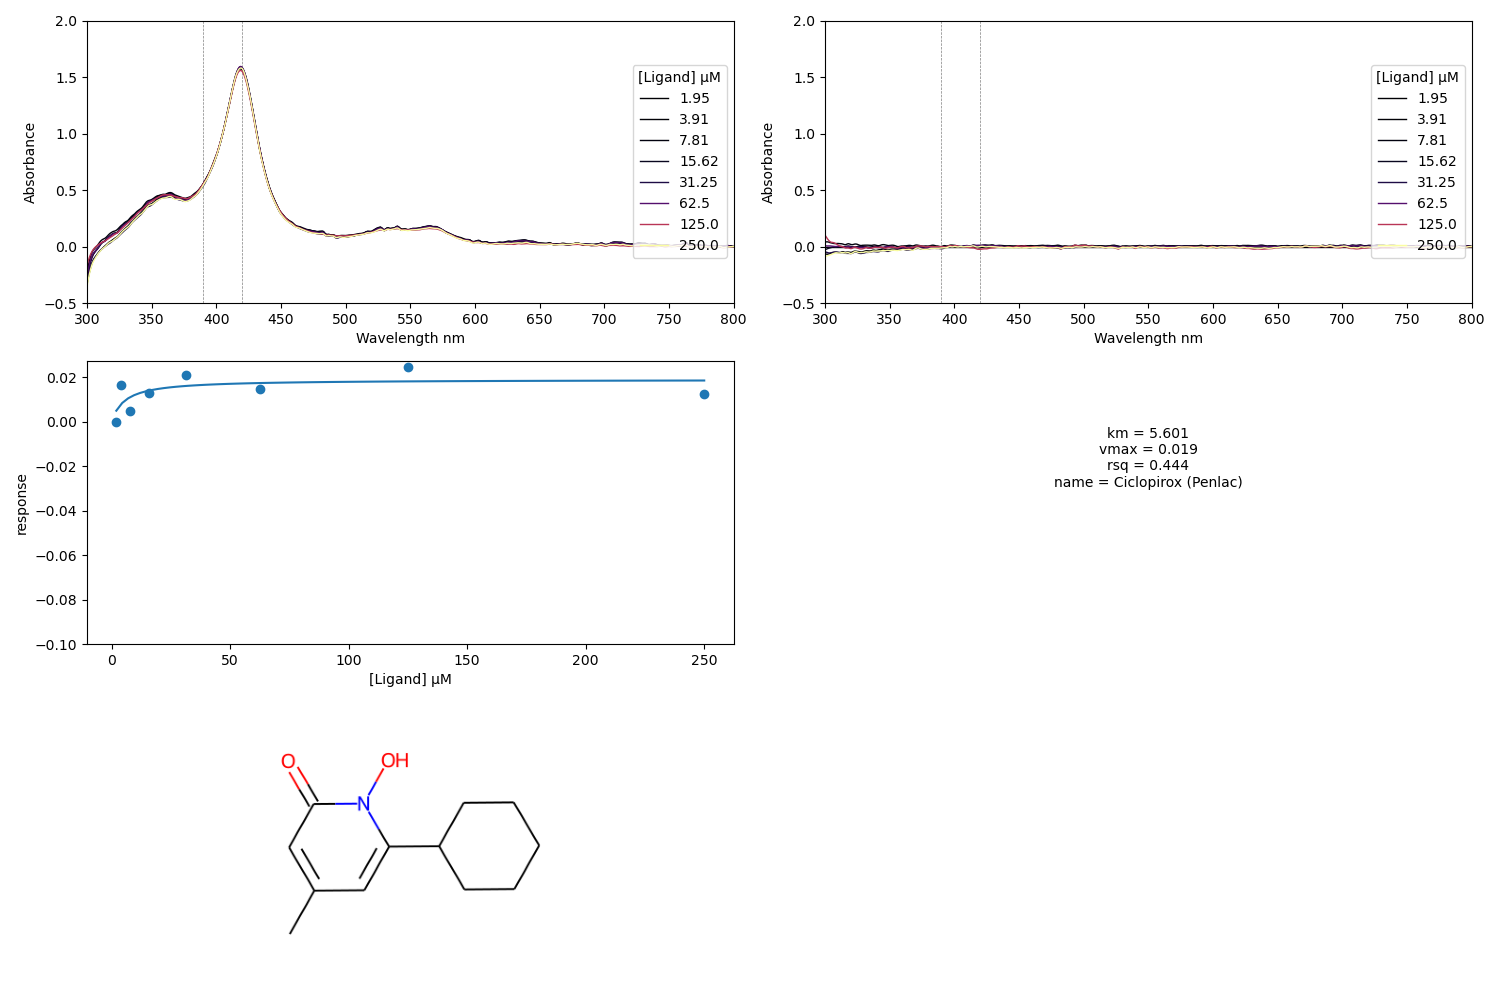 2.0
1.5
1.0
0.5
0.0
−0.5
Absorbance
300 350 400 450 500 550 600 650 700 750 800
Wavelength nm
[Ligand] μM
1.95
3.91
7.81
15.62
31.25
62.5
125.0
250.0
2.0
1.5
1.0
0.5
0.0
−0.5
Absorbance
300 350 400 450 500 550 600 650 700 750 800
Wavelength nm
[Ligand] μM
1.95
3.91
7.81
15.62
31.25
62.5
125.0
250.0
0.02
0.00
−0.02
−0.04
−0.06
−0.08
−0.10
response
0 50 100 150 200 250
[Ligand] μM
km = 5.601
vmax = 0.019
rsq = 0.444
name = Ciclopirox (Penlac)
O OH
N